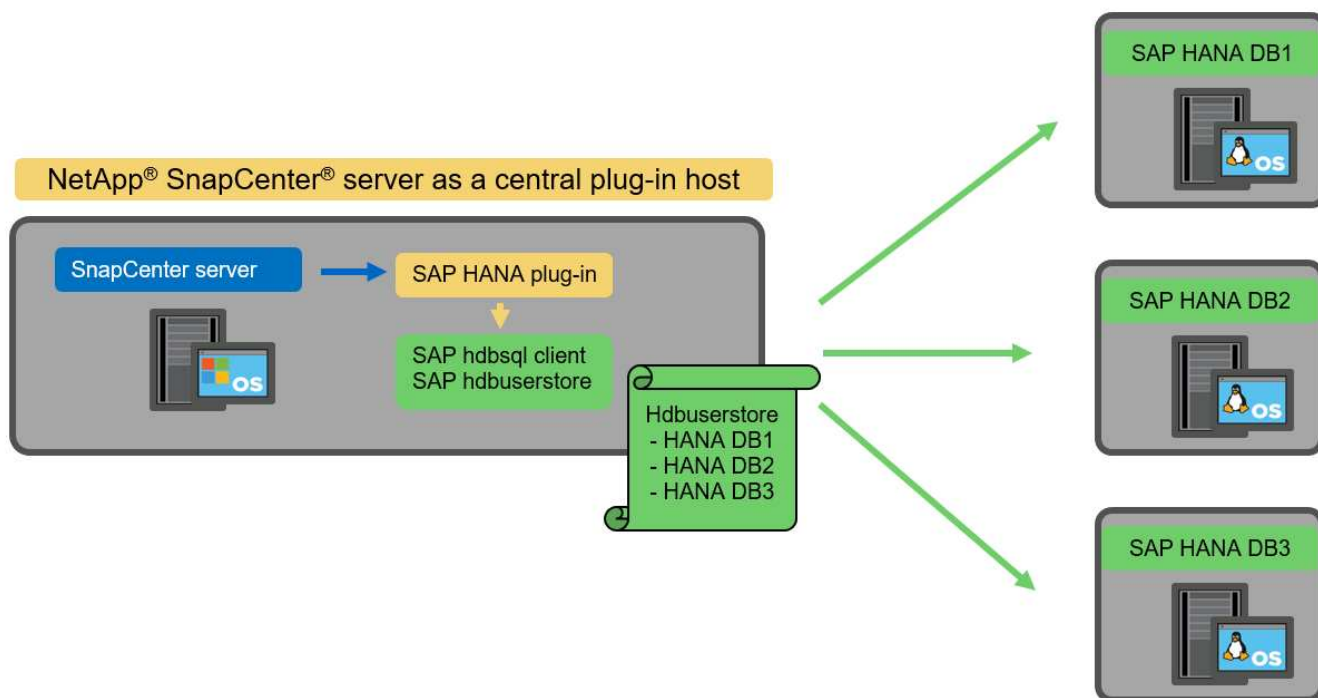 SAP HANA DB1
OS
NetApp® SnapCenter® server as a central plug-in host
SnapCenter server
SAP HANA plug-in
OS
SAP hdbsql client
SAP hdbuserstore
Hdbuserstore
- HANA DB1
- HANA DB2
- HANA DB3
SAP HANA DB2
OS
SAP HANA DB3
OS